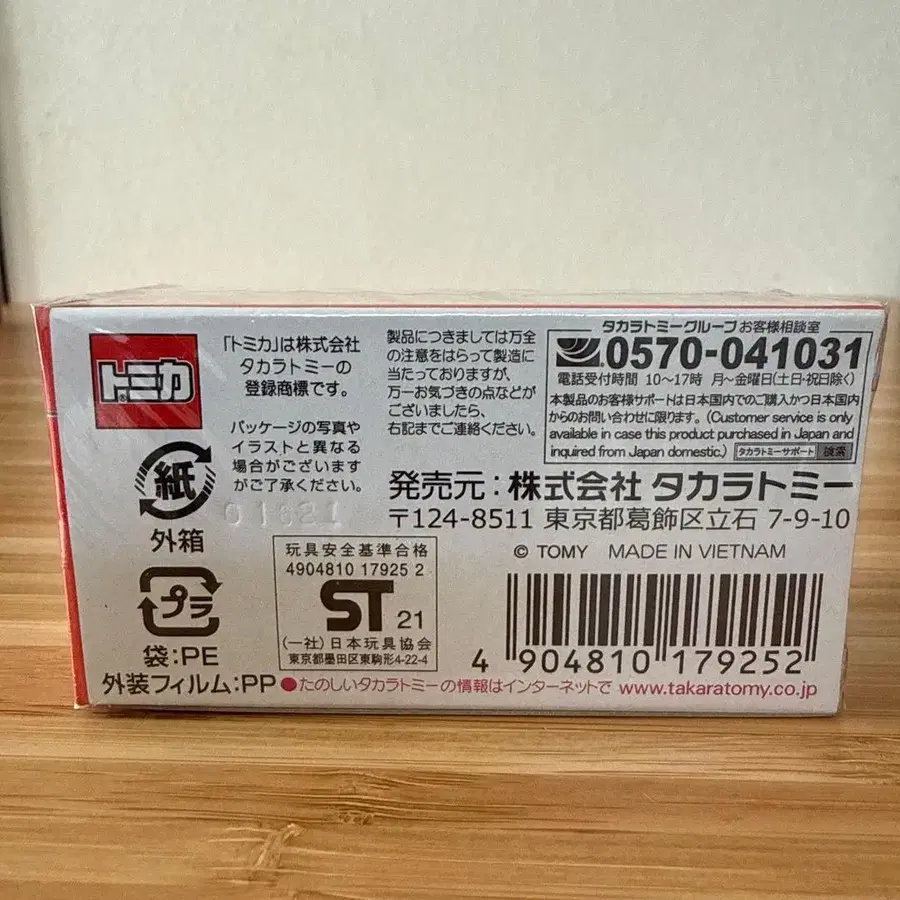 トミカ
「トミカ」は株式会社
タカラトミーの
登録商標です。
パッケージの写真や
イラストと異なる
場合がございます
がご了承ください。
製品につきましては万全
の注意をはらって製造に
当たっておりますが、
万一お気づきの点などが
ございましたら、
右記までご連絡ください。
タカラトミーグループ お客様相談室
0570-041031
電話受付時間 10〜17時 月〜金曜日(土日・祝日除く)
本製品のお客様サポートは日本国内でのご購入かつ日本国内
からのお問い合わせに限ります。(Customer service is only
available in case this product purchased in Japan and
inquired from Japan domestic.) タカラトミーサポート 検索
発売元:株式会社 タカラトミー
〒124-8511 東京都葛飾区立石 7-9-10
© TOMY MADE IN VIETNAM
紙
外箱
プラ
袋:PE
外装フィルム:PP
玩具安全基準合格
4904810 17925 2
ST 21
(一社)日本玩具協会
東京都墨田区東駒形4-22-4
4 904810 179252
●たのしいタカラトミーの情報はインターネットで www.takaratomy.co.jp